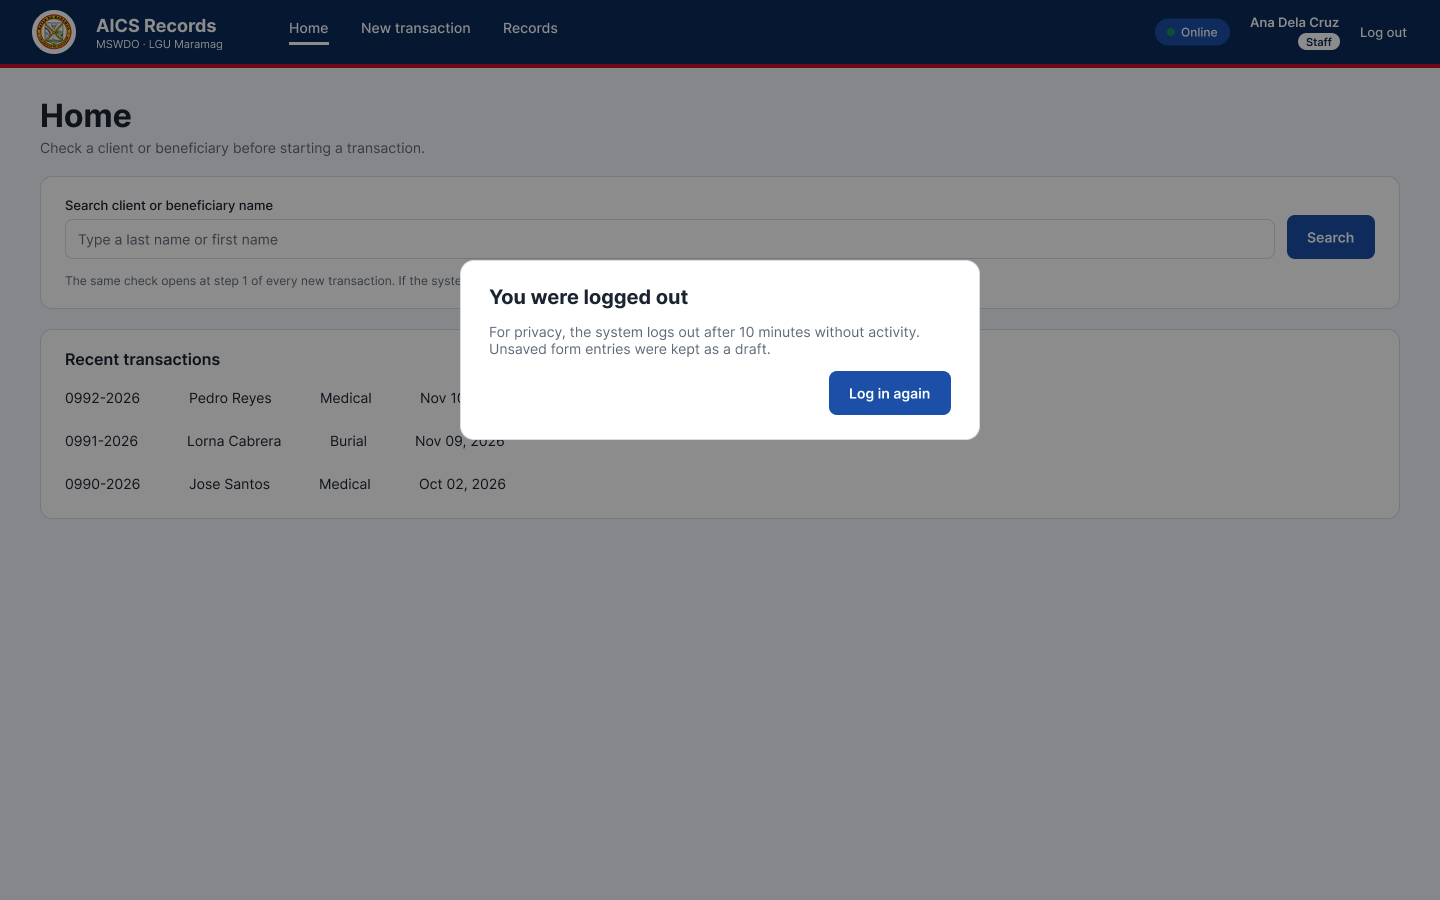 AICS Records
MSWDO · LGU Maramag
Home
New transaction
Records
Online
Ana Dela Cruz
Staff
Log out
Home
Check a client or beneficiary before starting a transaction.
Search client or beneficiary name
Type a last name or first name
Search
The same check opens at step 1 of every new transaction. If the syste
You were logged out
For privacy, the system logs out after 10 minutes without activity.
Unsaved form entries were kept as a draft.
Log in again
Recent transactions
0992-2026 Pedro Reyes Medical Nov 10
0991-2026 Lorna Cabrera Burial Nov 09, 2026
0990-2026 Jose Santos Medical Oct 02, 2026